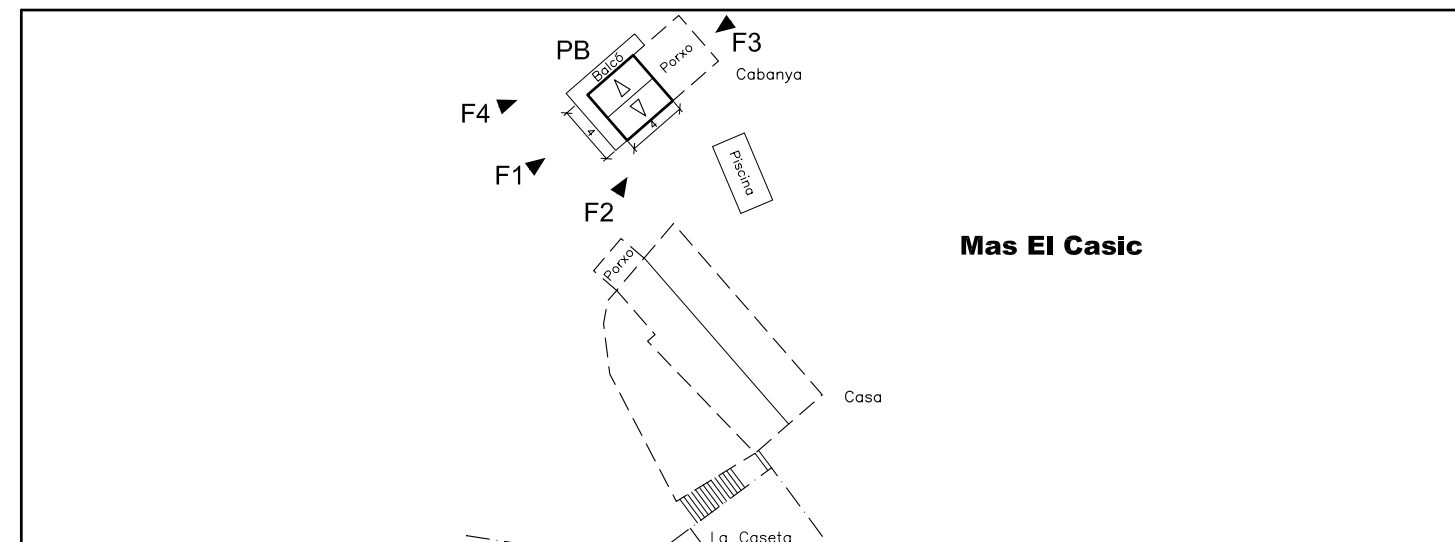 F3
PB
Balcó
Porxo
Cabanya
F4
4
4
F1
Piscina
F2
Mas El Casic
Porxo
Casa
La Caseta